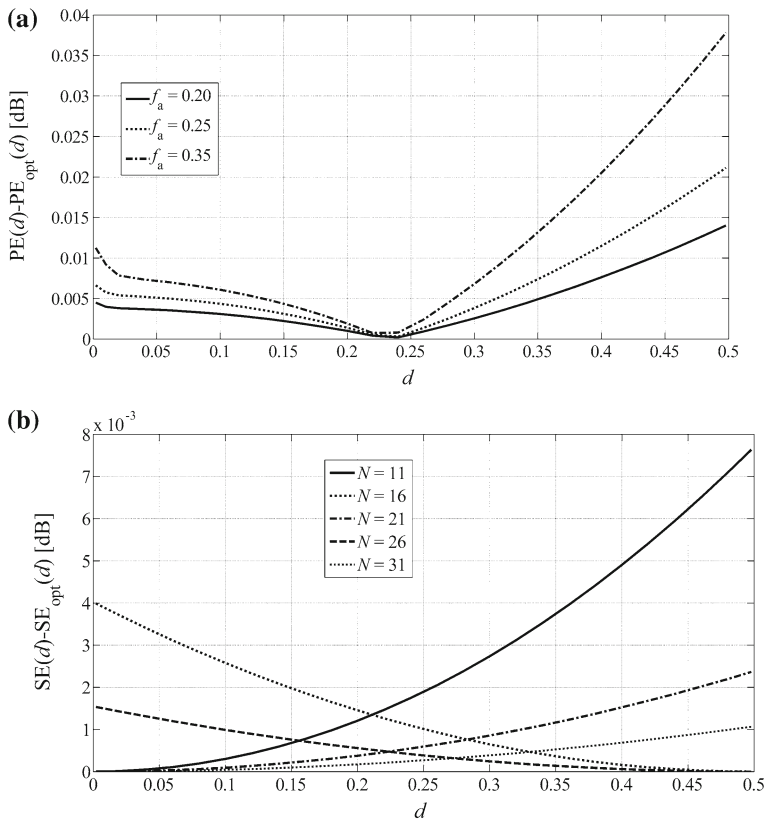 (a)
0.04
0.035
0.03
0.025
0.02
0.015
0.01
0.005
0
PE(d)-PE_opt(d) [dB]
f_a = 0.20
f_a = 0.25
f_a = 0.35
0 0.05 0.1 0.15 0.2 0.25 0.3 0.35 0.4 0.45 0.5
d
(b)
x 10^-3
8
7
6
5
4
3
2
1
0
SE(d)-SE_opt(d) [dB]
N = 11
N = 16
N = 21
N = 26
N = 31
0 0.05 0.1 0.15 0.2 0.25 0.3 0.35 0.4 0.45 0.5
d